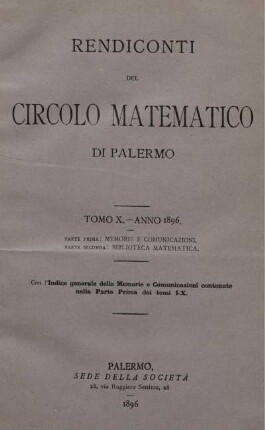 RENDICONTI
DEL
CIRCOLO MATEMATICO
DI PALERMO
TOMO X.—ANNO 1896.
PARTE PRIMA: MEMORIE E COMUNICAZIONI.
PARTE SECONDA: BIBLIOTECA MATEMATICA.
Con l'Indice generale delle Memorie e Comunicazioni contenute
nella Parte Prima dei tomi I-X.
PALERMO,
SEDE DELLA SOCIETÀ
28, via Ruggiero Settimo, 28
1896